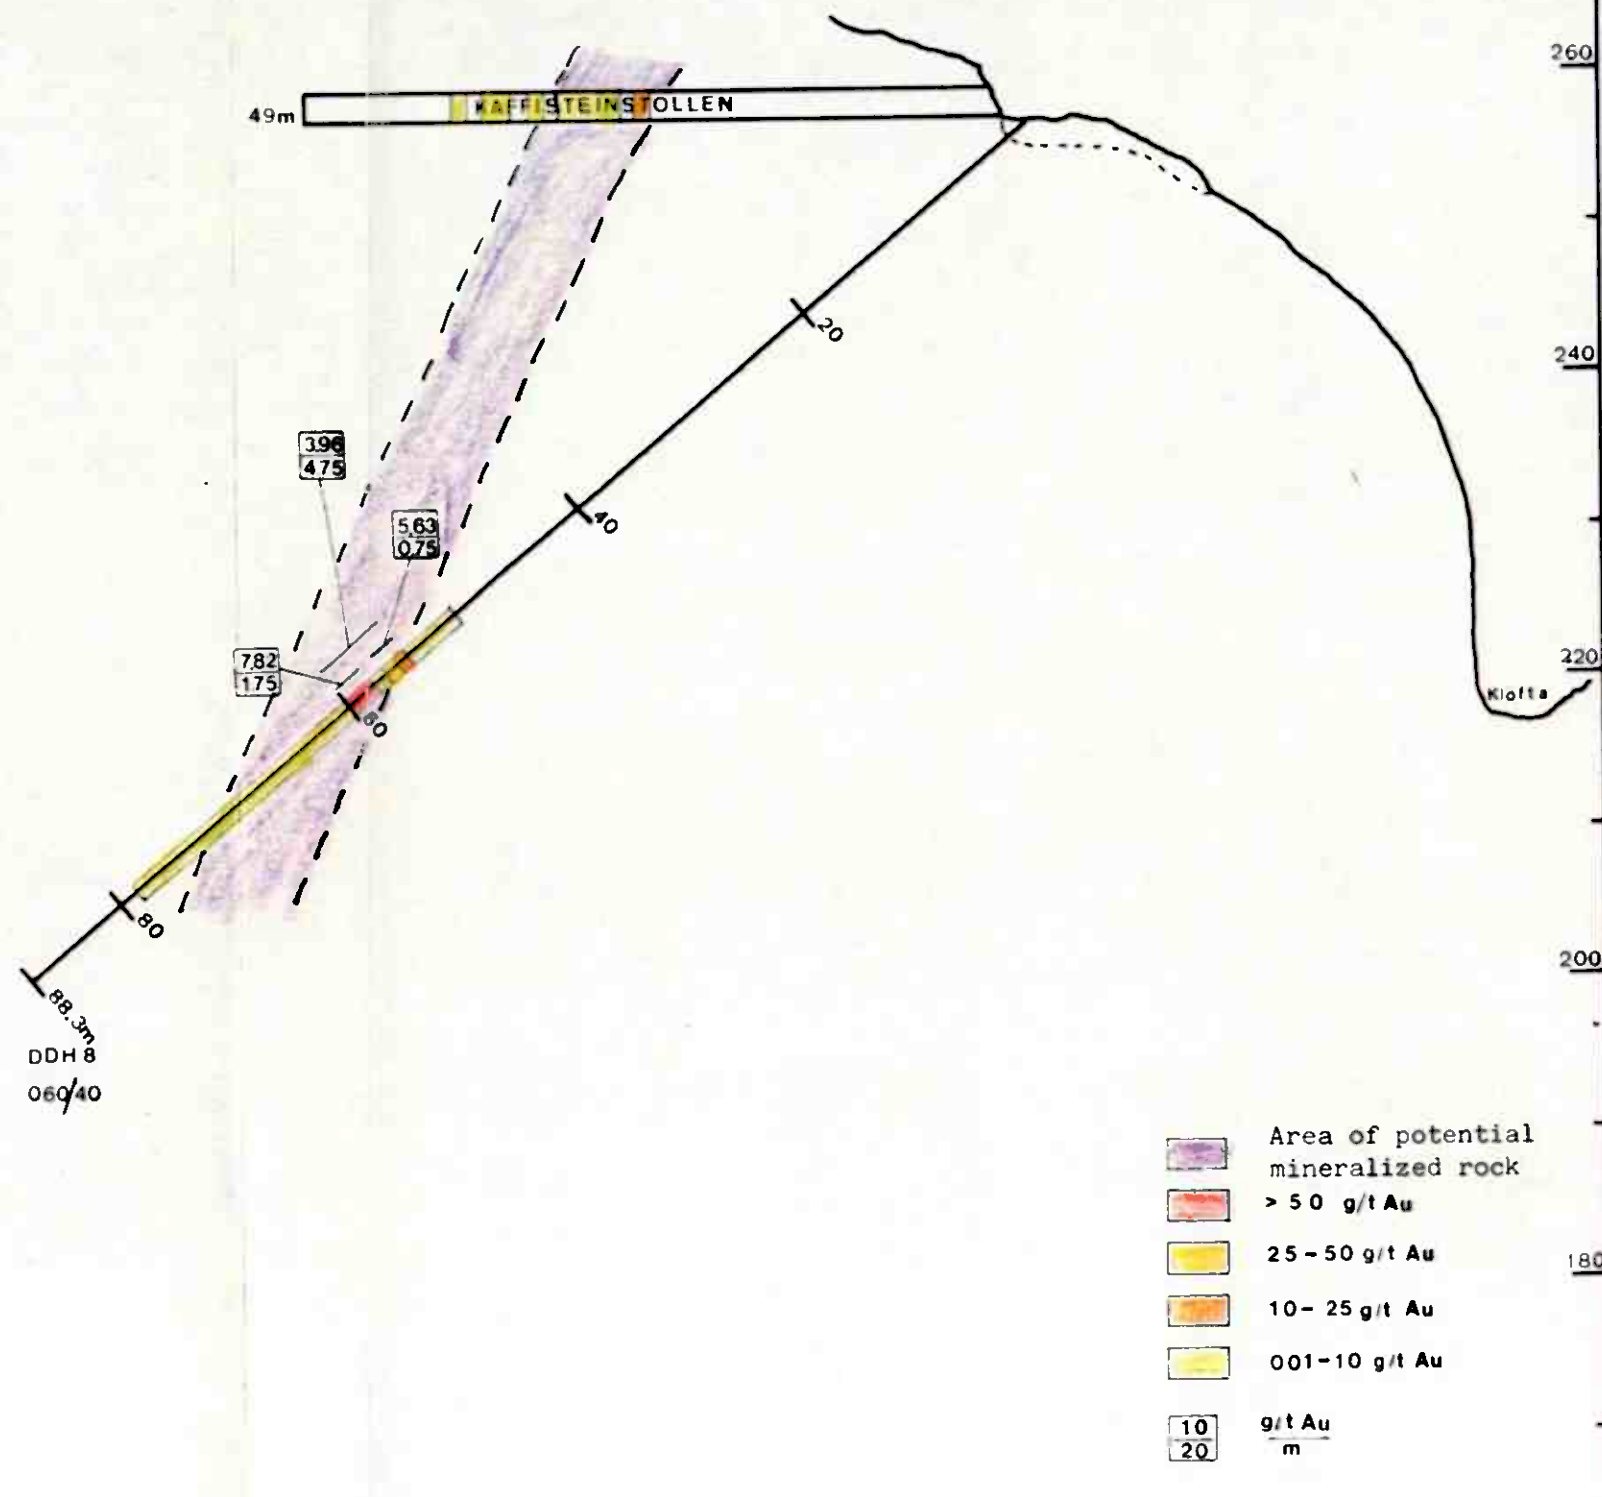 260
49m
KAFFISTEINSTOLLEN
20
240
3.96
4.75
40
5.63
0.75
7.82
1.75
220
Klofta
60
80
200
88.3m
DDH 8
060/40
Area of potential
mineralized rock
> 50 g/t Au
25-50 g/t Au
180
10-25 g/t Au
001-10 g/t Au
10
20
g/t Au
m